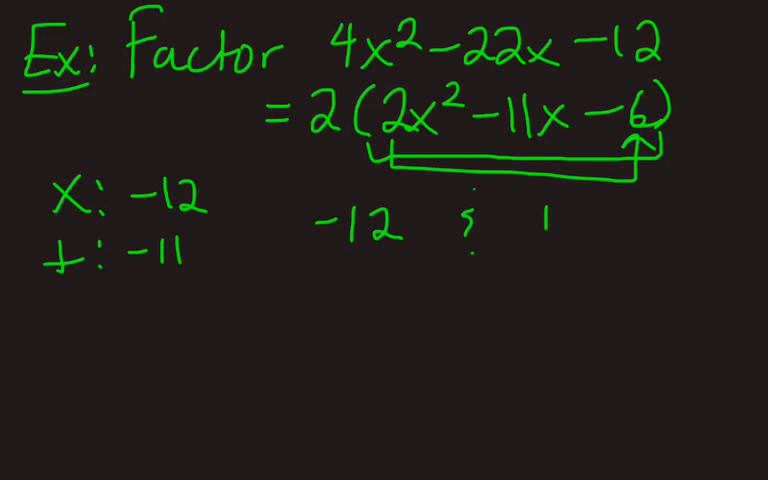 Ex: Factor 4x² - 22x - 12
= 2(2x² - 11x - 6)
x: -12
-12 & 1
+: -11